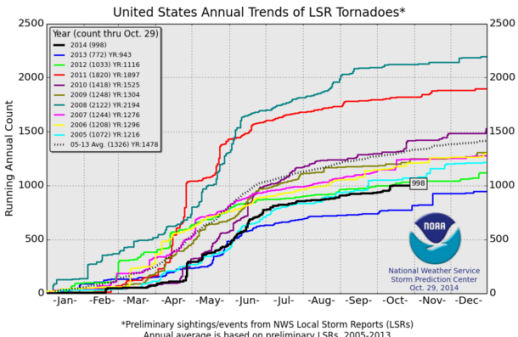 United States Annual Trends of LSR Tornadoes*
Year (count thru Oct. 29)
2014 (998)
2013 (772) YR:943
2012 (1033) YR:1116
2011 (1820) YR:1897
2010 (1418) YR:1525
2009 (1248) YR:1304
2008 (2122) YR:2194
2007 (1244) YR:1276
2006 (1208) YR:1296
2005 (1072) YR:1216
05-13 Avg. (1326) YR:1478
Running Annual Count
2500 2500
2000 2000
1500 1500
1000 1000
500 500
0 0
998
NOAA
National Weather Service
Storm Prediction Center
Oct. 29, 2014
-Jan- -Feb- -Mar- -Apr- -May- -Jun- -Jul- -Aug- -Sep- -Oct- -Nov- -Dec-
*Preliminary sightings/events from NWS Local Storm Reports (LSRs)
Annual average is based on preliminary LSRs, 2005-2013